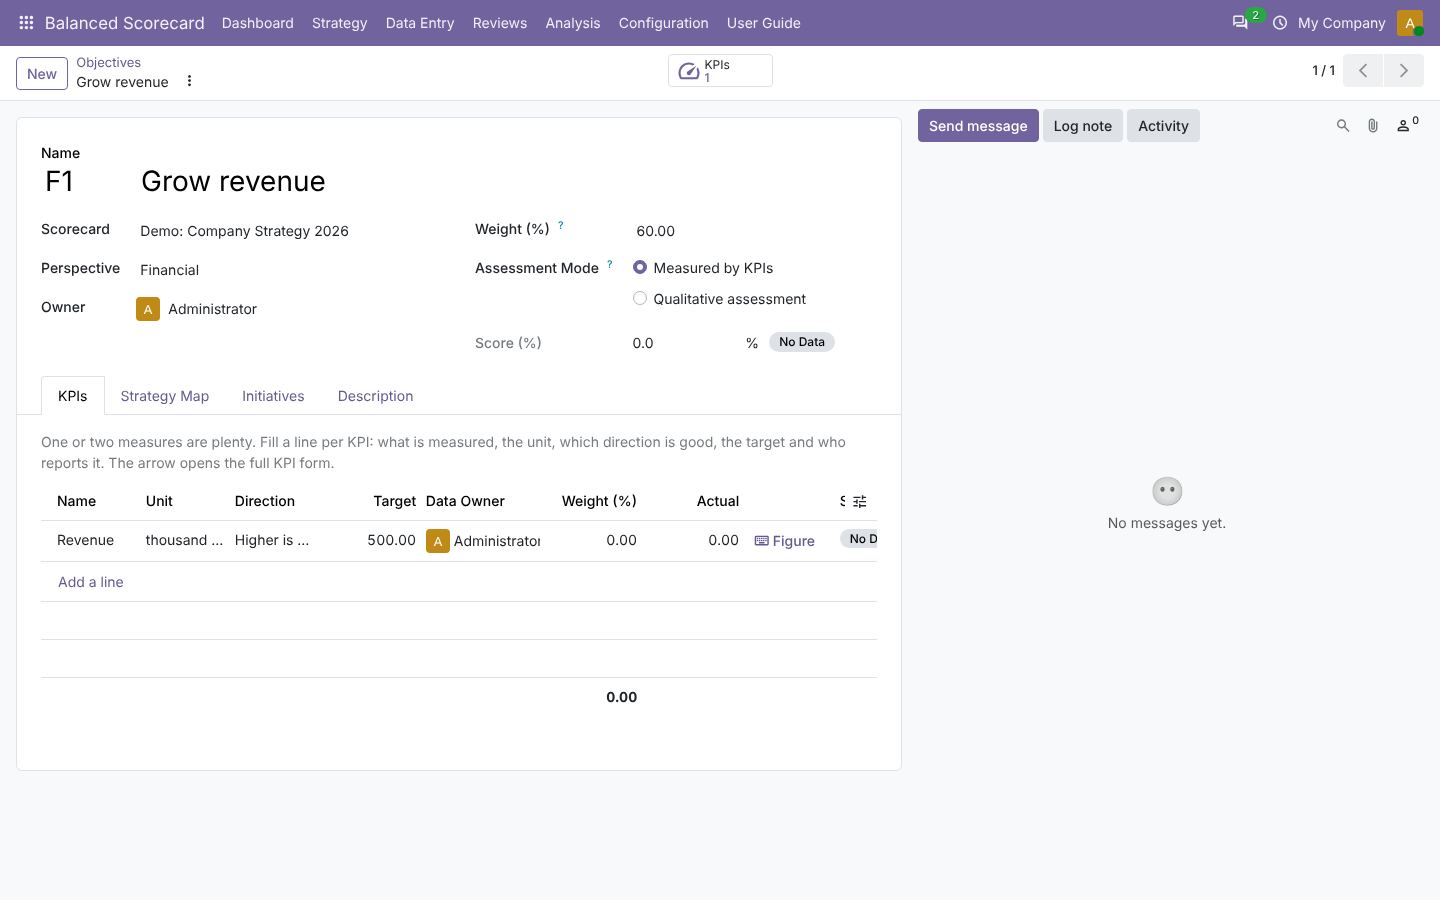 Balanced Scorecard Dashboard Strategy Data Entry Reviews Analysis Configuration User Guide 2 My Company A
New Objectives
Grow revenue
KPIs
1
1 / 1
Send message Log note Activity 0
Name
F1 Grow revenue
Scorecard Demo: Company Strategy 2026
Perspective Financial
Owner A Administrator
Weight (%) ? 60.00
Assessment Mode ? Measured by KPIs
Qualitative assessment
Score (%) 0.0 % No Data
KPIs Strategy Map Initiatives Description
One or two measures are plenty. Fill a line per KPI: what is measured, the unit, which direction is good, the target and who
reports it. The arrow opens the full KPI form.
Name Unit Direction Target Data Owner Weight (%) Actual
Revenue thousand ... Higher is ... 500.00 A Administrator 0.00 0.00 Figure No D
Add a line
0.00
No messages yet.